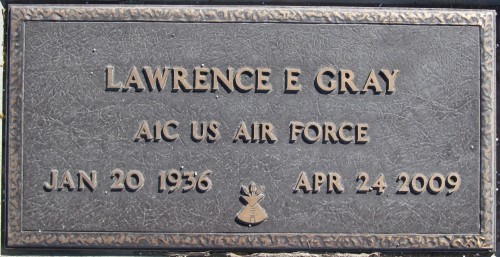 LAWRENCE E GRAY
A1C US AIR FORCE
JAN 20 1936 APR 24 2009